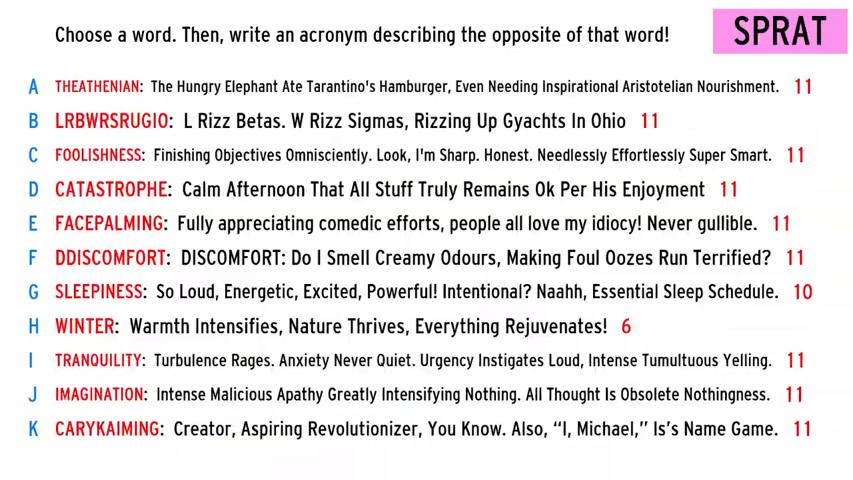 Choose a word. Then, write an acronym describing the opposite of that word!
SPRAT
A THEATHENIAN: The Hungry Elephant Ate Tarantino's Hamburger, Even Needing Inspirational Aristotelian Nourishment. 11
B LRBWRSRUGIO: L Rizz Betas. W Rizz Sigmas, Rizzing Up Gyachts In Ohio 11
C FOOLISHNESS: Finishing Objectives Omnisciently. Look, I'm Sharp. Honest. Needlessly Effortlessly Super Smart. 11
D CATASTROPHE: Calm Afternoon That All Stuff Truly Remains Ok Per His Enjoyment 11
E FACEPALMING: Fully appreciating comedic efforts, people all love my idiocy! Never gullible. 11
F DDISCOMFORT: DISCOMFORT: Do I Smell Creamy Odours, Making Foul Oozes Run Terrified? 11
G SLEEPINESS: So Loud, Energetic, Excited, Powerful! Intentional? Naahh, Essential Sleep Schedule. 10
H WINTER: Warmth Intensifies, Nature Thrives, Everything Rejuvenates! 6
I TRANQUILITY: Turbulence Rages. Anxiety Never Quiet. Urgency Instigates Loud, Intense Tumultuous Yelling. 11
J IMAGINATION: Intense Malicious Apathy Greatly Intensifying Nothing. All Thought Is Obsolete Nothingness. 11
K CARYKAIMING: Creator, Aspiring Revolutionizer, You Know. Also, “I, Michael,” Is’s Name Game. 11